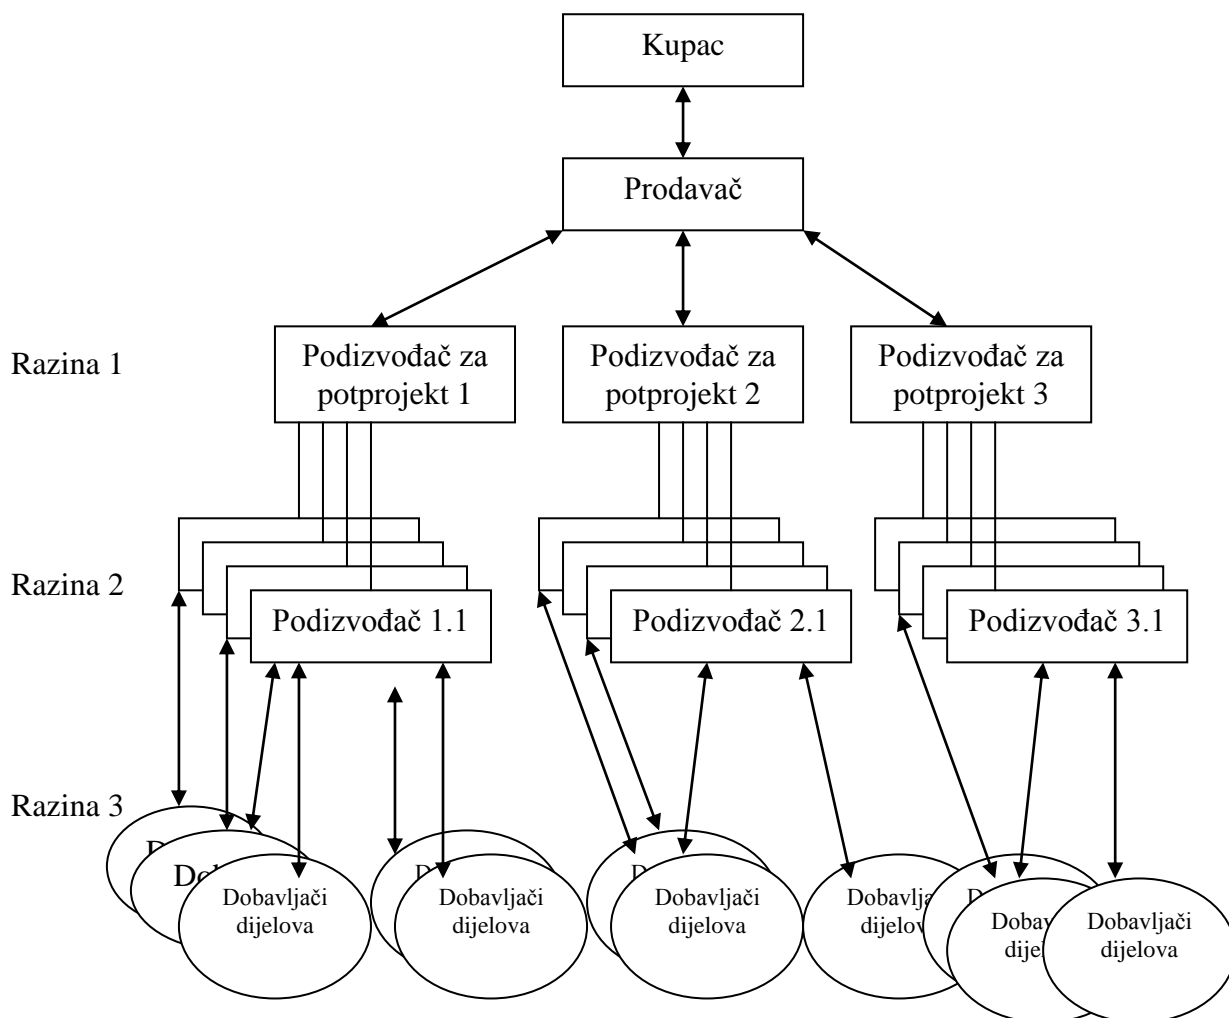 Kupac
Prodavač
Razina 1
Podizvođač za
potprojekt 1
Podizvođač za
potprojekt 2
Podizvođač za
potprojekt 3
Razina 2
Podizvođač 1.1
Podizvođač 2.1
Podizvođač 3.1
Razina 3
Dobavljači
dijelova
Dobavljači
dijelova
Dobavljači
dijelova
Dobavljači
dijelova